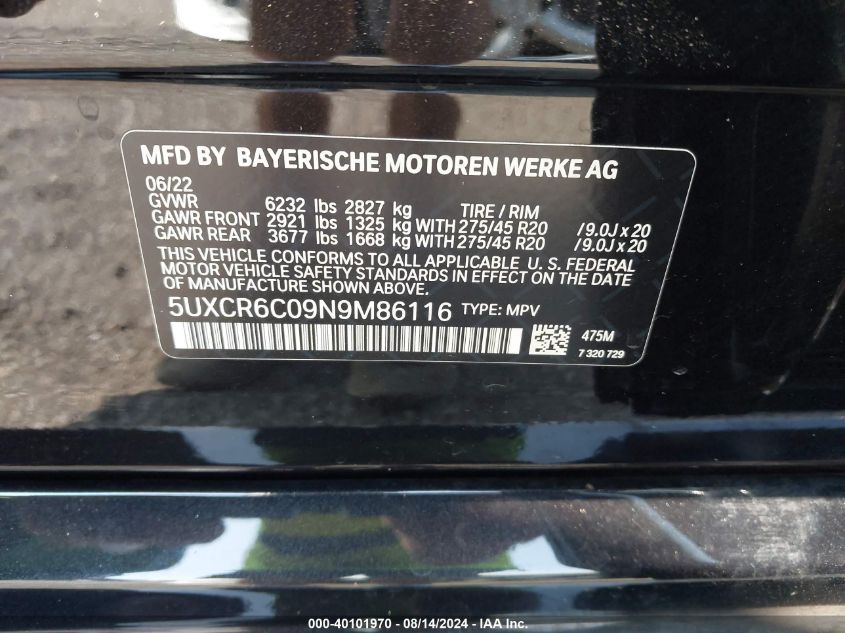 MFD BY BAYERISCHE MOTOREN WERKE AG
06/22
GVWR 6232 lbs 2827 kg TIRE / RIM
GAWR FRONT 2921 lbs 1325 kg WITH 275/45 R20 / 9.0J x 20
GAWR REAR 3677 lbs 1668 kg WITH 275/45 R20 / 9.0J x 20
THIS VEHICLE CONFORMS TO ALL APPLICABLE U. S. FEDERAL
MOTOR VEHICLE SAFETY STANDARDS IN EFFECT ON THE DATE
OF MANUFACTURE SHOWN ABOVE.
5UXCR6C09N9M86116 TYPE: MPV
475M
7 320 729
000-40101970 - 08/14/2024 - IAA Inc.